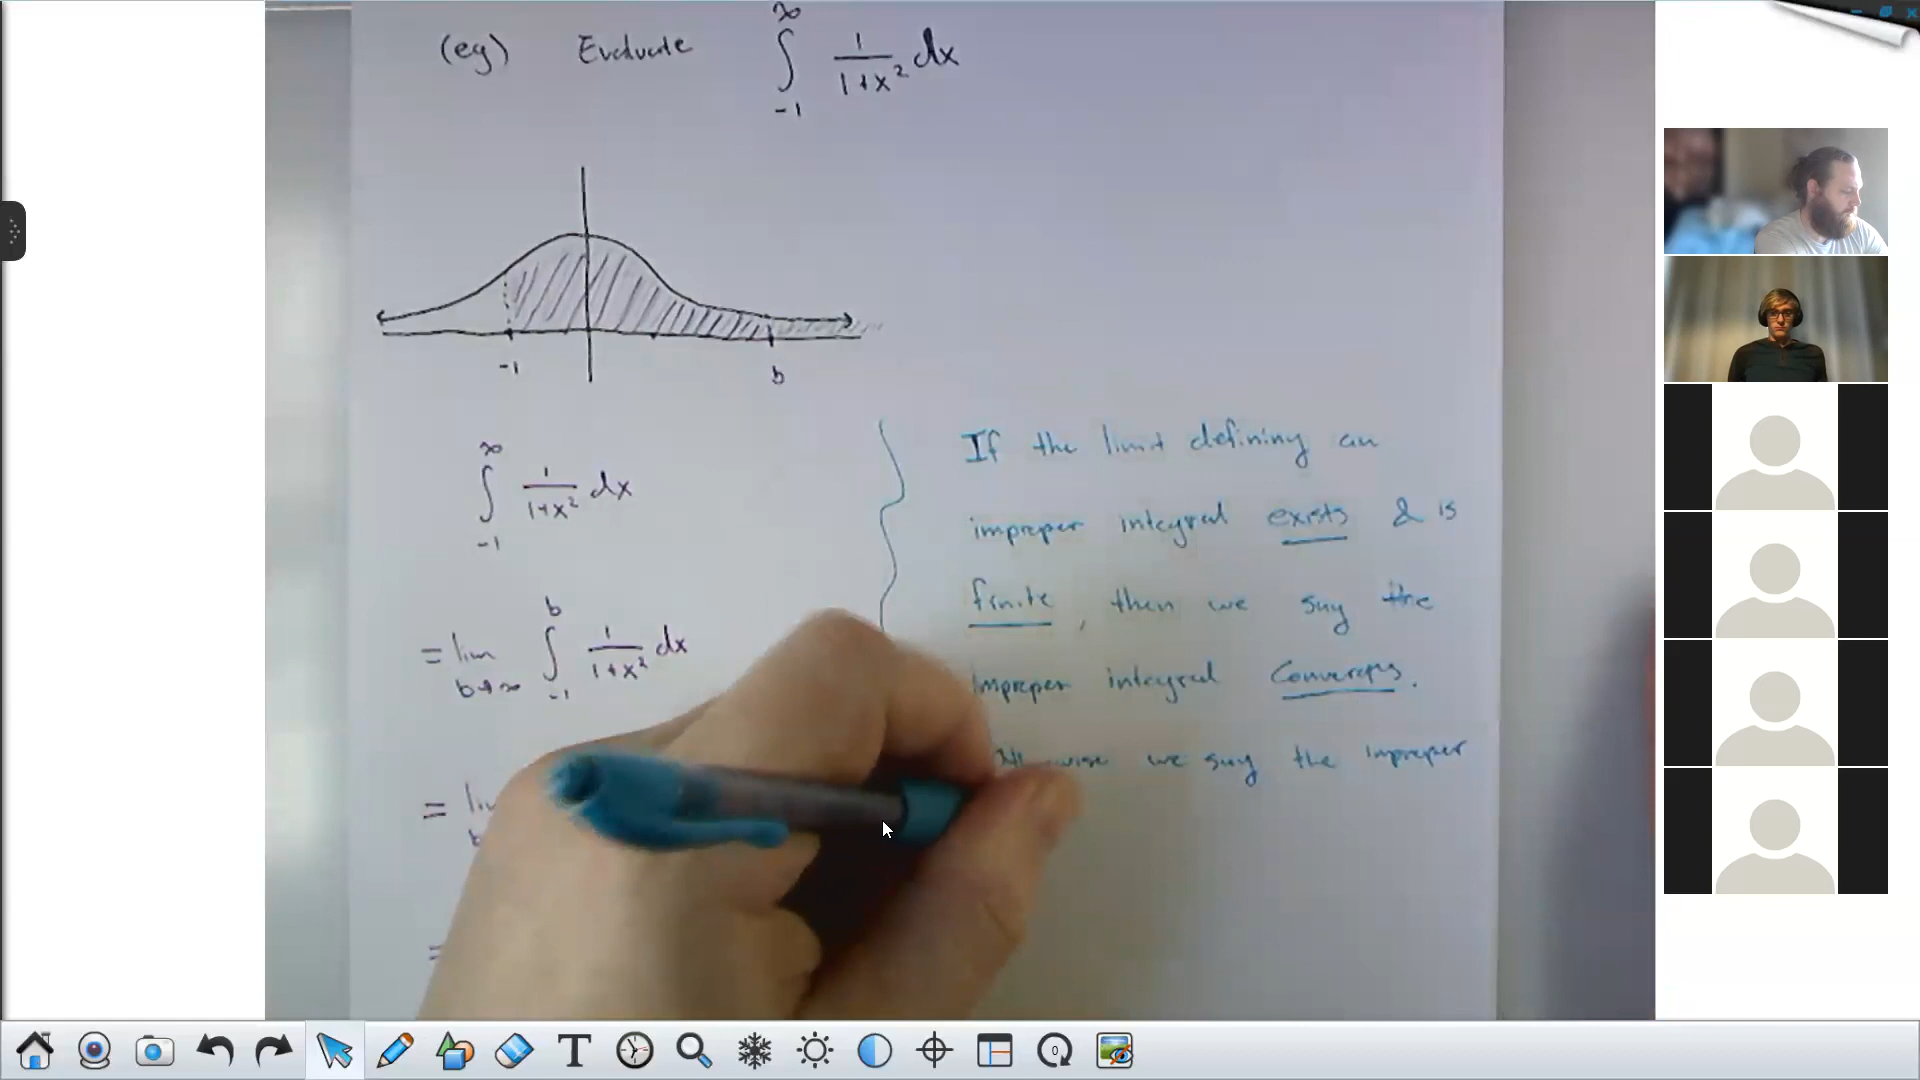 (eg) Evaluate ∫_{-1}^{∞} 1/(1+x²) dx
-1 b
∫_{-1}^{∞} 1/(1+x²) dx
= lim_{b→∞} ∫_{-1}^{b} 1/(1+x²) dx
=
=
If the limit defining an
improper integral exists & is
finite, then we say the
improper integral converges.
we say the improper
T
0